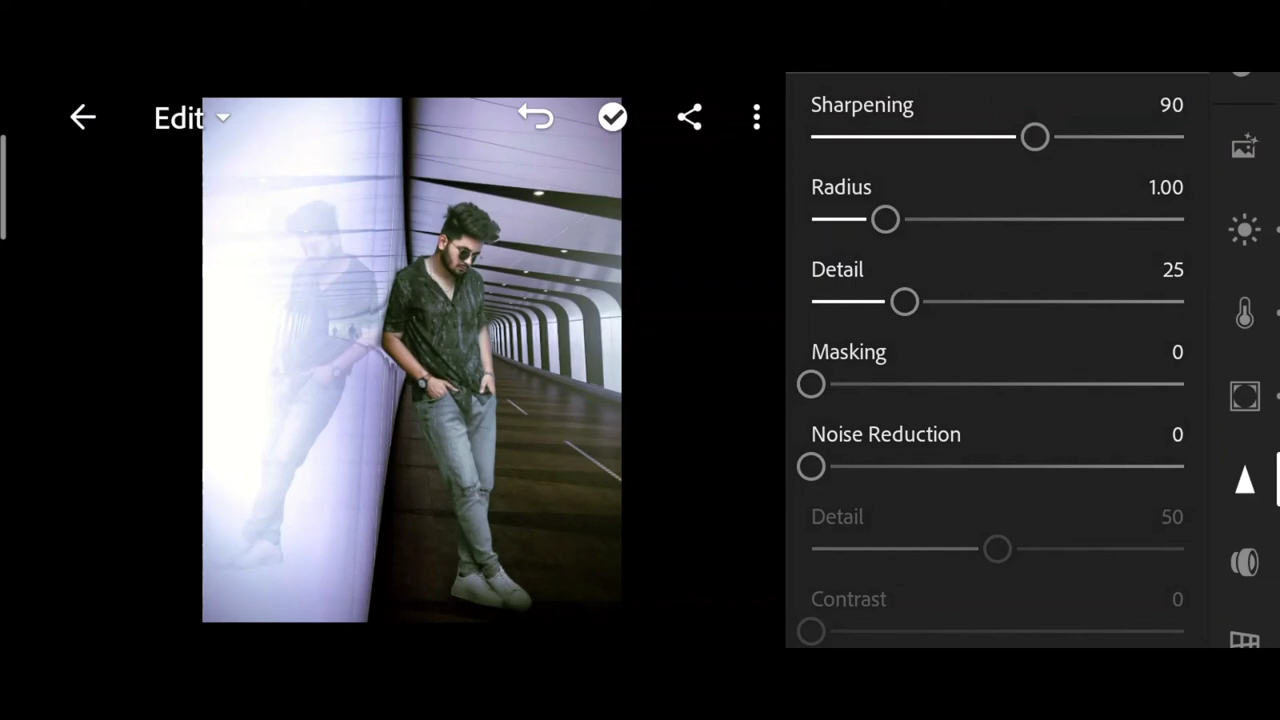 Edit
Sharpening 90
Radius 1.00
Detail 25
Masking 0
Noise Reduction 0
Detail 50
Contrast 0